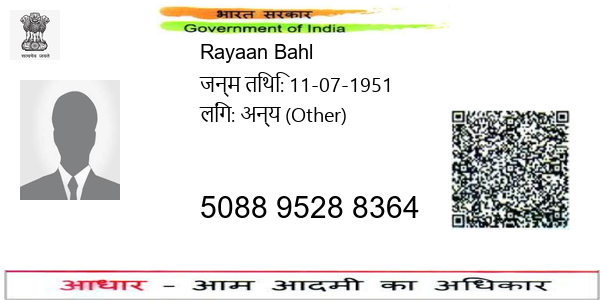 भारत सरकार
Government of India
सत्यमेव जयते
Rayaan Bahl
जन्म तिथि: 11-07-1951
लिंग: अन्य (Other)
5088 9528 8364
आधार - आम आदमी का अधिकार